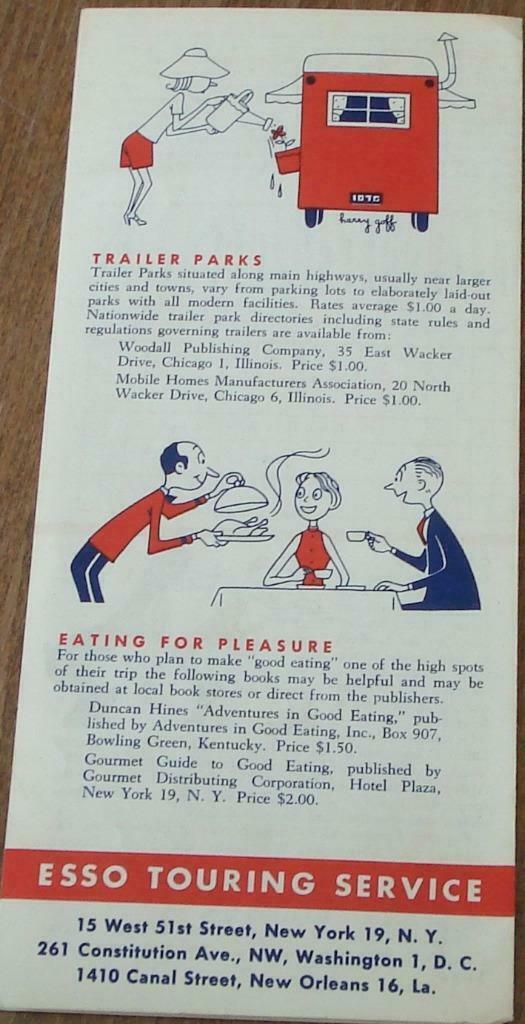 1076
harry goff
TRAILER PARKS
Trailer Parks situated along main highways, usually near larger
cities and towns, vary from parking lots to elaborately laid-out
parks with all modern facilities. Rates average $1.00 a day.
Nationwide trailer park directories including state rules and
regulations governing trailers are available from:
Woodall Publishing Company, 35 East Wacker
Drive, Chicago 1, Illinois. Price $1.00.
Mobile Homes Manufacturers Association, 20 North
Wacker Drive, Chicago 6, Illinois. Price $1.00.
EATING FOR PLEASURE
For those who plan to make "good eating" one of the high spots
of their trip the following books may be helpful and may be
obtained at local book stores or direct from the publishers.
Duncan Hines "Adventures in Good Eating," pub-
lished by Adventures in Good Eating, Inc., Box 907,
Bowling Green, Kentucky. Price $1.50.
Gourmet Guide to Good Eating, published by
Gourmet Distributing Corporation, Hotel Plaza,
New York 19, N. Y. Price $2.00.
ESSO TOURING SERVICE
15 West 51st Street, New York 19, N. Y.
261 Constitution Ave., NW, Washington 1, D. C.
1410 Canal Street, New Orleans 16, La.